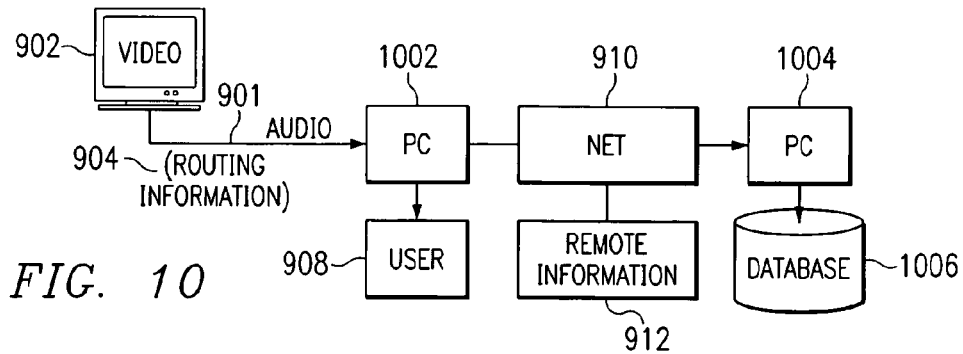 902
VIDEO
901
AUDIO
904
(ROUTING
INFORMATION)
1002
PC
910
NET
1004
PC
908
USER
REMOTE
INFORMATION
912
DATABASE
1006
FIG. 10